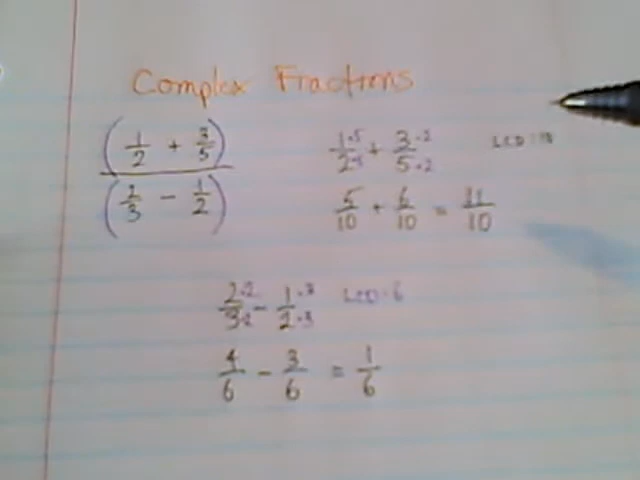 Complex Fractions
(1/2 + 3/5)
(2/3 - 1/2)
1·5/2·5 + 3·2/5·2 LCD = 10
5/10 + 6/10 = 11/10
2·2/3·2 - 1·3/2·3 LCD = 6
4/6 - 3/6 = 1/6